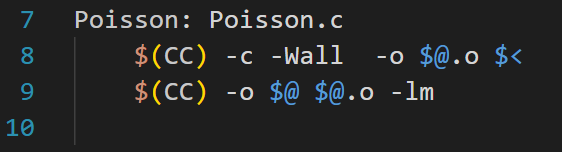 7 Poisson: Poisson.c
8 $(CC) -c -Wall  -o $@.o $<
9 $(CC) -o $@ $@.o -lm
10